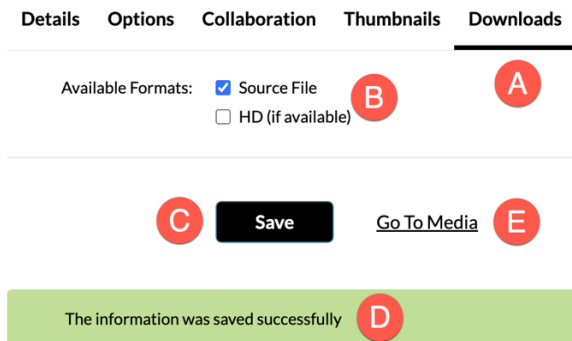 Details Options Collaboration Thumbnails Downloads
A
Available Formats: Source File
B
HD (if available)
C Save Go To Media E
The information was saved successfully D